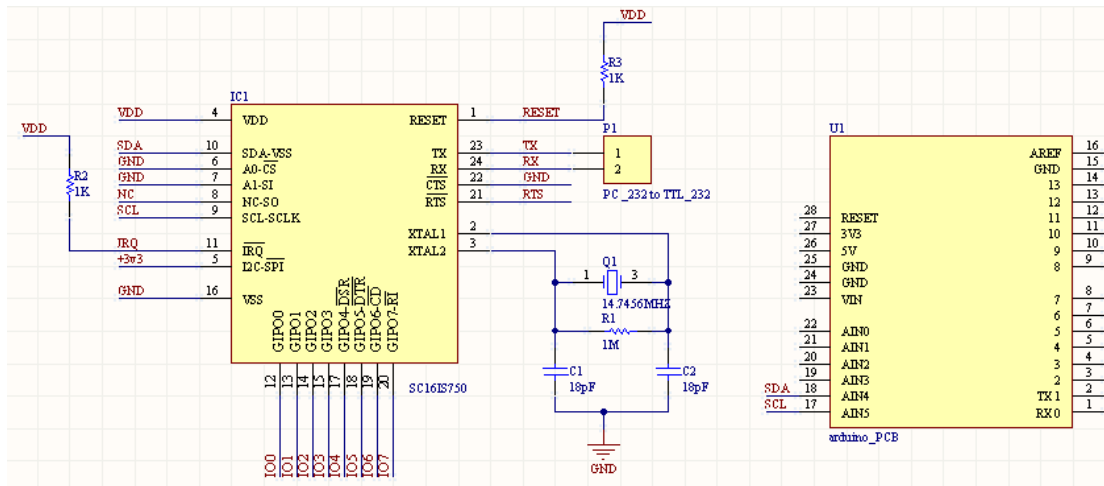 VDD
R3
1K
IC1
VDD 4 VDD RESET 1 RESET
P1
U1
VDD
SDA 10 SDA-VSS TX 23 TX 1
GND 6 A0-CS RX 24 RX 2
GND 7 A1-SI CTS 22 GND
R2
1K
NC 8 NC-SO RTS 21 RTS
PC_232 to TTL_232
SCL 9 SCL-SCLK
XTAL1 2
IRQ 11 IRQ XTAL2 3
+3v3 5 I2C-SPI
GND 16 VSS
Q1
1 3
14.7456MHZ
R1
1M
C1
18pF
C2
18pF
GND
GIPO0 GIPO1 GIPO2 GIPO3 GIPO4-DSR GIPO5-DTR GIPO6-CD GIPO7-RI
12 13 14 15 17 18 19 20
SC16IS750
IO0 IO1 IO2 IO3 IO4 IO5 IO6 IO7
AREF 16
GND 15
13 14
12 13
28 RESET 11 12
27 3V3 10 11
26 5V 9 10
25 GND 8 9
24 GND
23 VIN 7 8
6 7
22 AIN0 5 6
21 AIN1 4 5
20 AIN2 3 4
19 AIN3 2 3
SDA 18 AIN4 TX1 2
SCL 17 AIN5 RX0 1
arduino_PCB